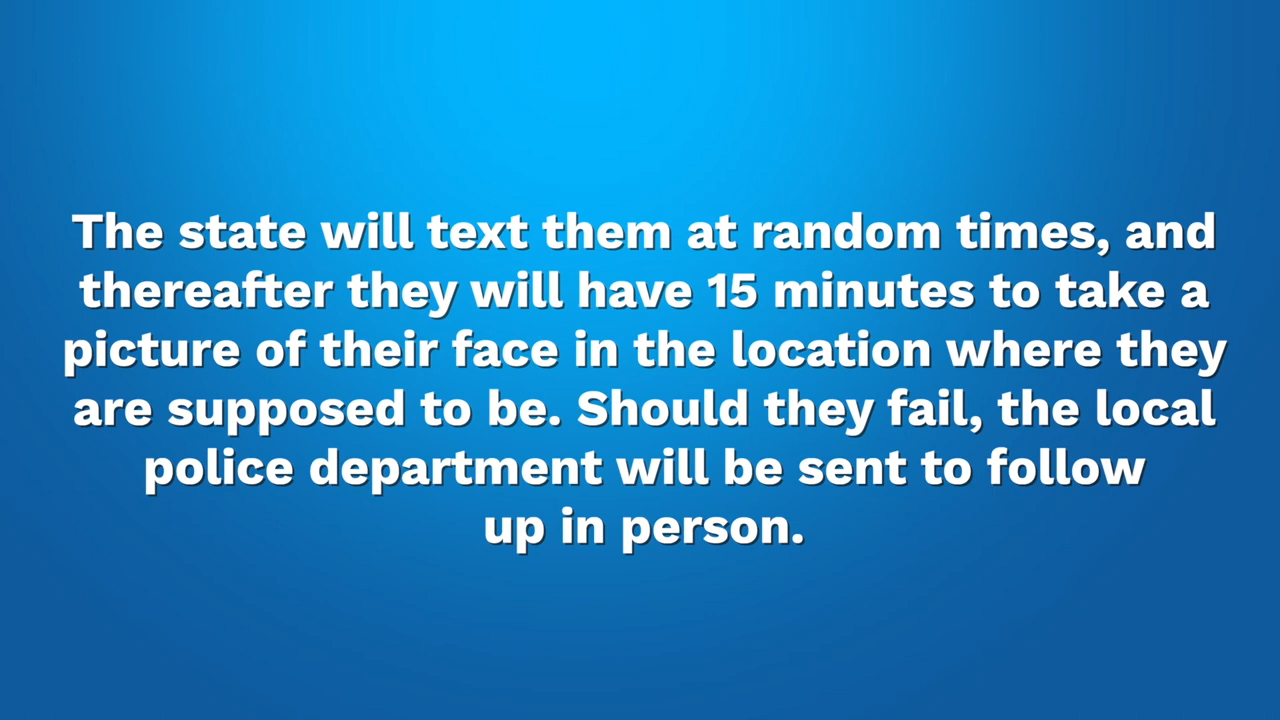 The state will text them at random times, and
thereafter they will have 15 minutes to take a
picture of their face in the location where they
are supposed to be. Should they fail, the local
police department will be sent to follow
up in person.